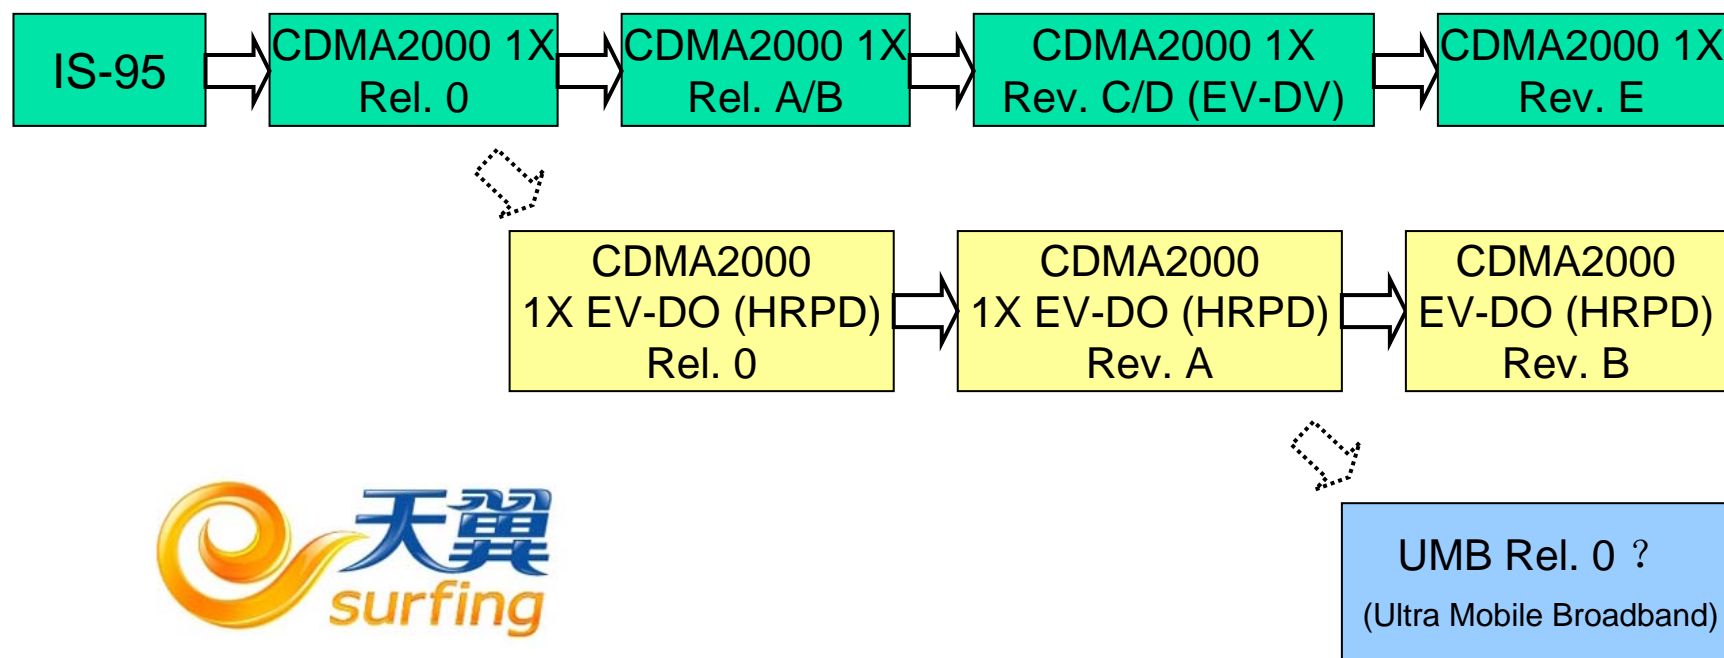 IS-95
CDMA2000 1X
Rel. 0
CDMA2000 1X
Rel. A/B
CDMA2000 1X
Rev. C/D (EV-DV)
CDMA2000 1X
Rev. E
CDMA2000
1X EV-DO (HRPD)
Rel. 0
CDMA2000
1X EV-DO (HRPD)
Rev. A
CDMA2000
EV-DO (HRPD)
Rev. B
天翼
surfing
UMB Rel. 0？
(Ultra Mobile Broadband)